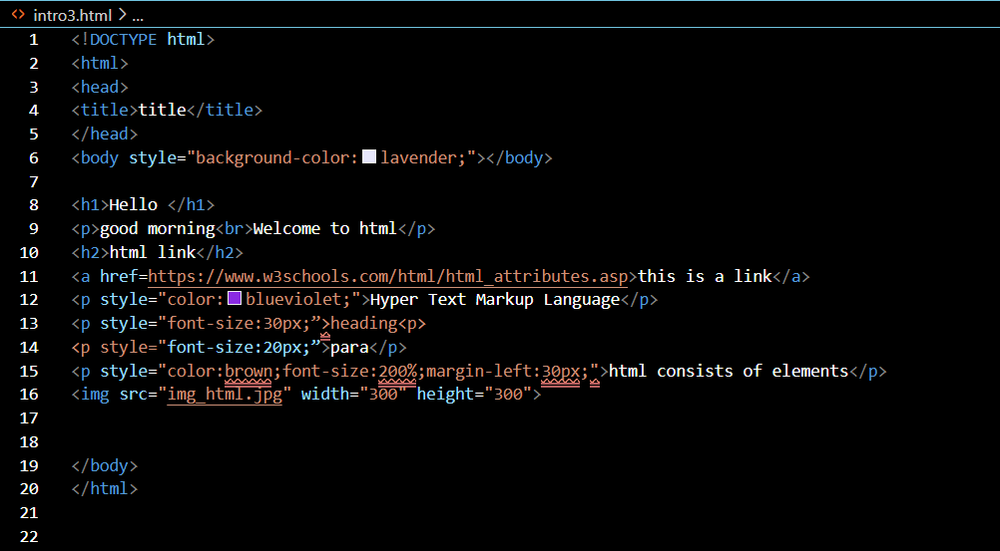 intro3.html > ...
1 <!DOCTYPE html>
2 <html>
3 <head>
4 <title>title</title>
5 </head>
6 <body style="background-color:lavender;"></body>
7
8 <h1>Hello </h1>
9 <p>good morning<br>Welcome to html</p>
10 <h2>html link</h2>
11 <a href=https://www.w3schools.com/html/html_attributes.asp>this is a link</a>
12 <p style="color:blueviolet;">Hyper Text Markup Language</p>
13 <p style="font-size:30px;”>heading<p>
14 <p style="font-size:20px;”>para</p>
15 <p style="color:brown;font-size:200%;margin-left:30px;">html consists of elements</p>
16 <img src="img_html.jpg" width="300" height="300">
17
18
19 </body>
20 </html>
21
22